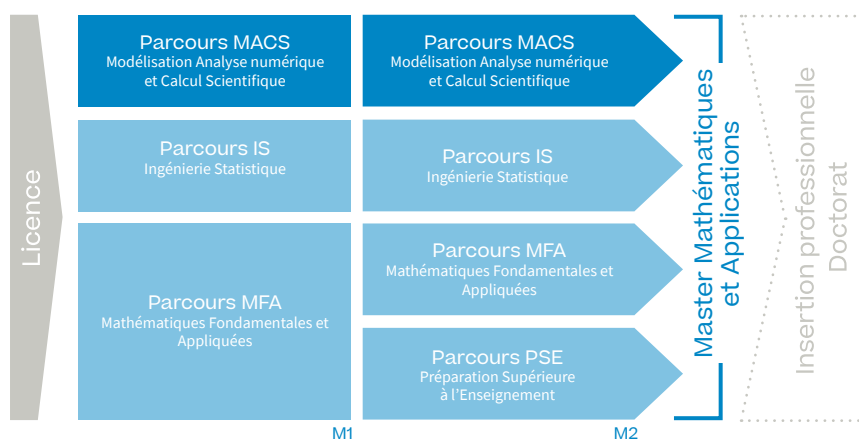 Licence
Parcours MACS
Modélisation Analyse numérique
et Calcul Scientifique
Parcours IS
Ingénierie Statistique
Parcours MFA
Mathématiques Fondamentales et
Appliquées
M1
Parcours MACS
Modélisation Analyse numérique
et Calcul Scientifique
Parcours IS
Ingénierie Statistique
Parcours MFA
Mathématiques Fondamentales et
Appliquées
Parcours PSE
Préparation Supérieure
à l’Enseignement
M2
Master Mathématiques
et Applications
Insertion professionnelle
Doctorat